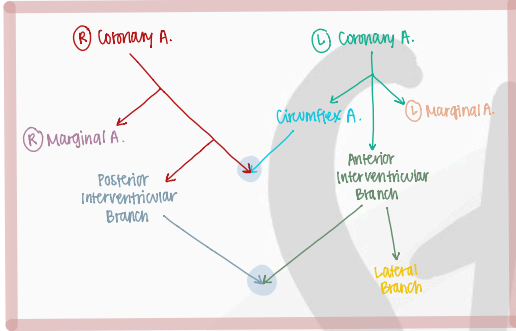 R Coronary A.
L Coronary A.
Circumflex A.
L Marginal A.
R Marginal A.
Anterior
Interventricular
Branch
Posterior
Interventricular
Branch
Lateral
Branch